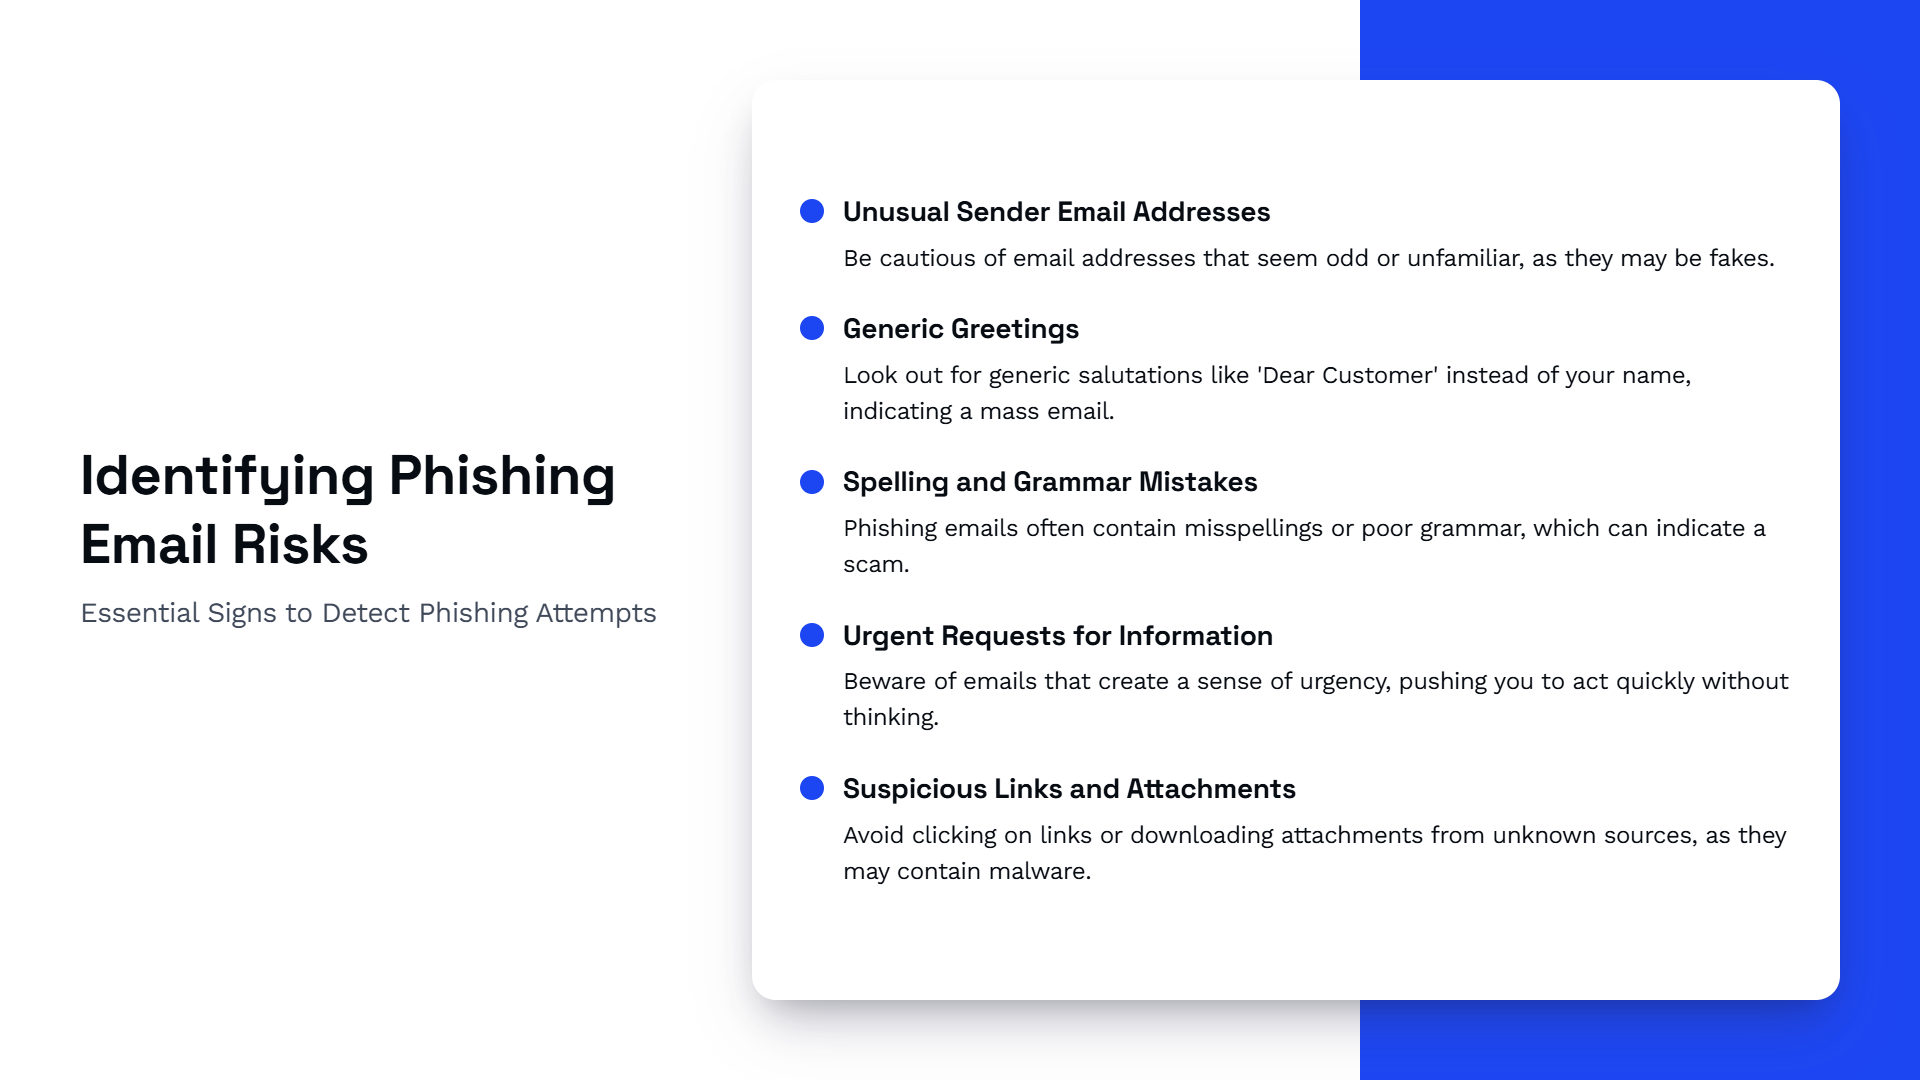 Identifying Phishing
Email Risks
Essential Signs to Detect Phishing Attempts
Unusual Sender Email Addresses
Be cautious of email addresses that seem odd or unfamiliar, as they may be fakes.
Generic Greetings
Look out for generic salutations like 'Dear Customer' instead of your name,
indicating a mass email.
Spelling and Grammar Mistakes
Phishing emails often contain misspellings or poor grammar, which can indicate a
scam.
Urgent Requests for Information
Beware of emails that create a sense of urgency, pushing you to act quickly without
thinking.
Suspicious Links and Attachments
Avoid clicking on links or downloading attachments from unknown sources, as they
may contain malware.